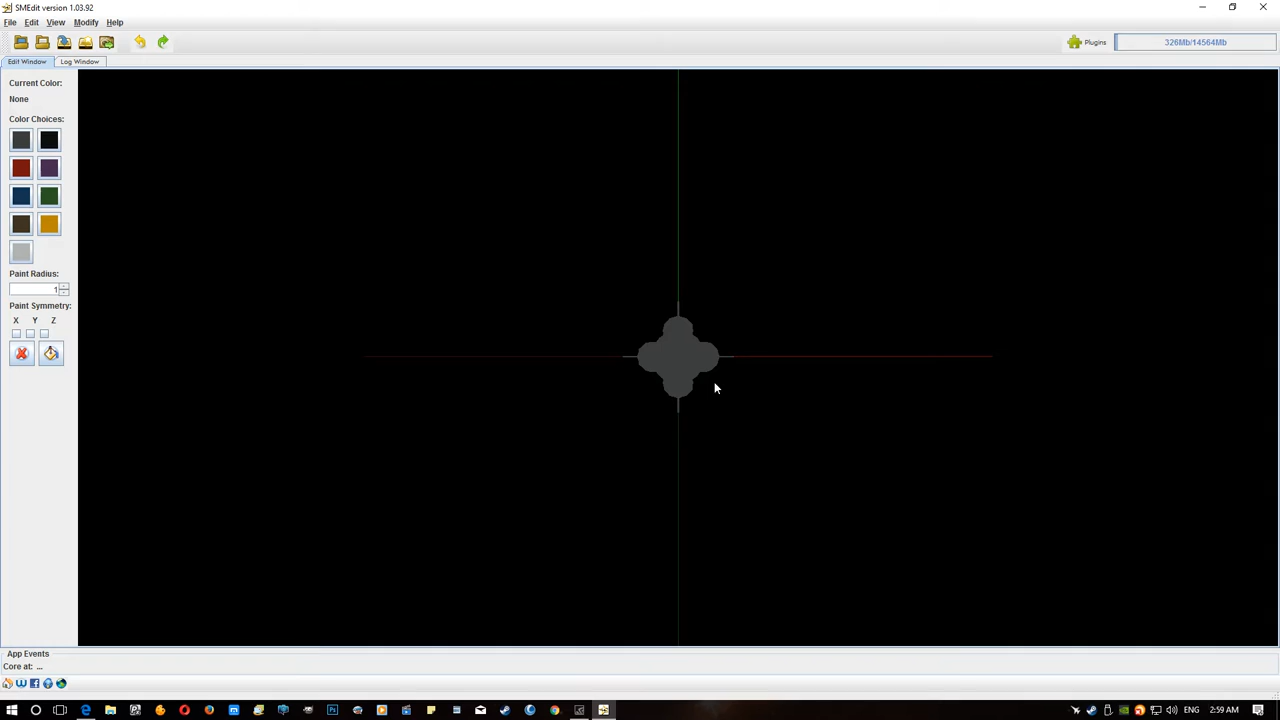 SMEdit version 1.03.92
File Edit View Modify Help
Plugins 326Mb/14564Mb
Edit Window Log Window
Current Color:
None
Color Choices:
Paint Radius:
1
Paint Symmetry:
X Y Z
App Events
Core at: ...
ENG 2:59 AM